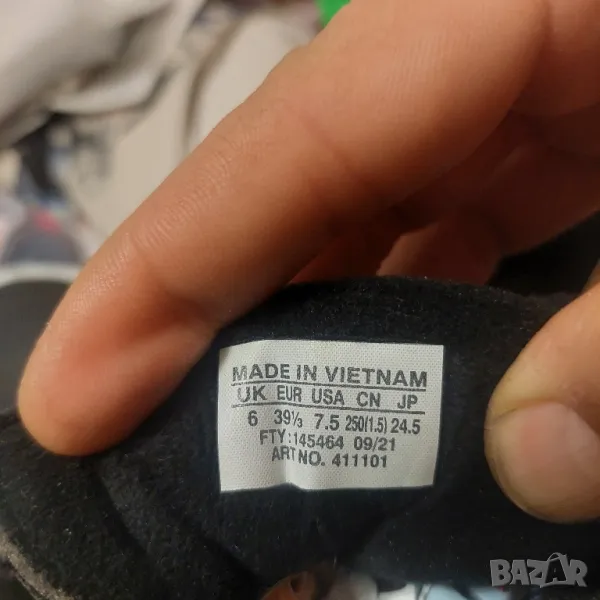 MADE IN VIETNAM
UK EUR USA CN JP
6 39⅓ 7.5 250(1.5) 24.5
FTY:145464 09/21
ART NO. 411101
BAZAR